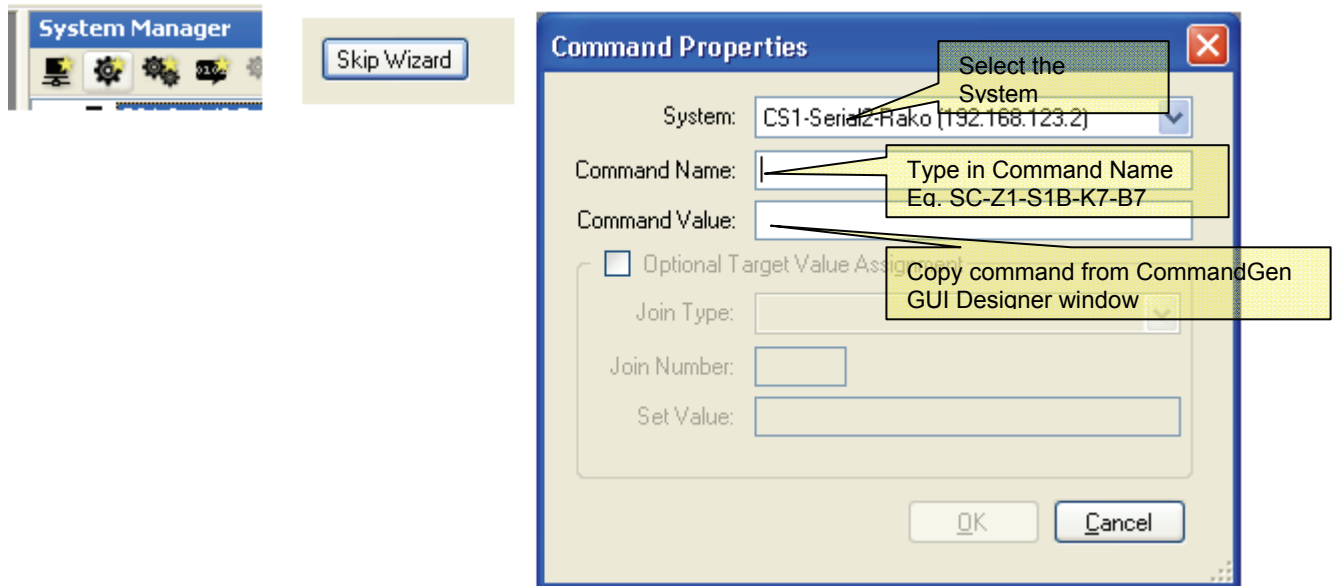 System Manager
Skip Wizard
Command Properties
Select the
System
System:
CS1-Serial2-Rako (192.168.123.2)
Command Name:
Type in Command Name
Eg. SC-Z1-S1B-K7-B7
Command Value:
Optional Target Value Assignment
Copy command from CommandGen
GUI Designer window
Join Type:
Join Number:
Set Value:
OK
Cancel